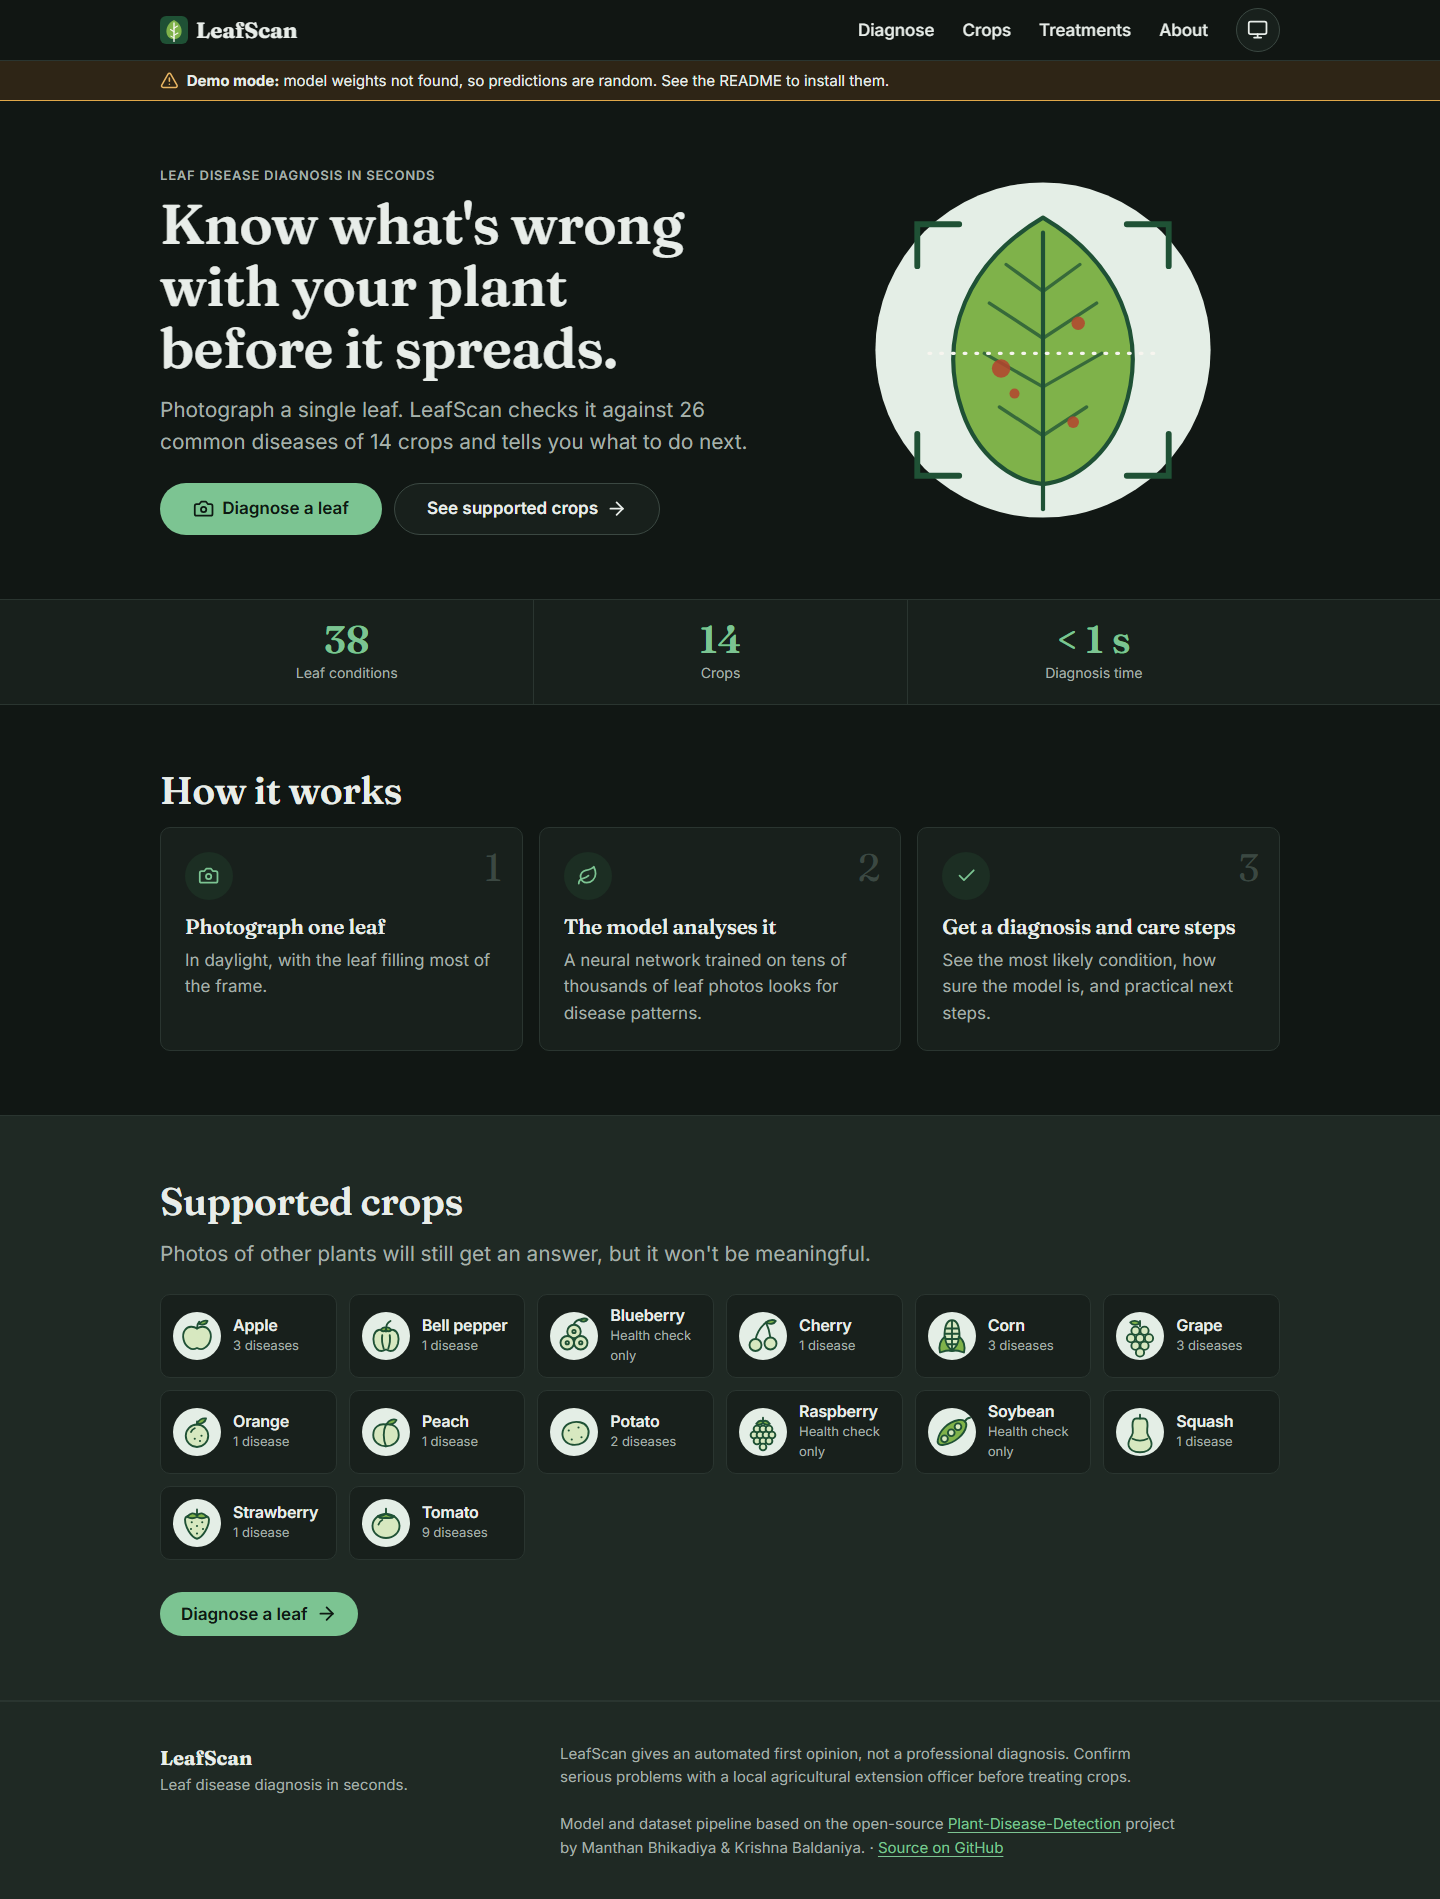 LeafScan
Diagnose
Crops
Treatments
About
Demo mode: model weights not found, so predictions are random. See the README to install them.
LEAF DISEASE DIAGNOSIS IN SECONDS
Know what's wrong
with your plant
before it spreads.
Photograph a single leaf. LeafScan checks it against 26
common diseases of 14 crops and tells you what to do next.
Diagnose a leaf
See supported crops
38
Leaf conditions
14
Crops
< 1 s
Diagnosis time
How it works
1
Photograph one leaf
In daylight, with the leaf filling most of
the frame.
2
The model analyses it
A neural network trained on tens of
thousands of leaf photos looks for
disease patterns.
3
Get a diagnosis and care steps
See the most likely condition, how
sure the model is, and practical next
steps.
Supported crops
Photos of other plants will still get an answer, but it won't be meaningful.
Apple
3 diseases
Bell pepper
1 disease
Blueberry
Health check
only
Cherry
1 disease
Corn
3 diseases
Grape
3 diseases
Orange
1 disease
Peach
1 disease
Potato
2 diseases
Raspberry
Health check
only
Soybean
Health check
only
Squash
1 disease
Strawberry
1 disease
Tomato
9 diseases
Diagnose a leaf
LeafScan
Leaf disease diagnosis in seconds.
LeafScan gives an automated first opinion, not a professional diagnosis. Confirm
serious problems with a local agricultural extension officer before treating crops.
Model and dataset pipeline based on the open-source Plant-Disease-Detection project
by Manthan Bhikadiya & Krishna Baldaniya. · Source on GitHub